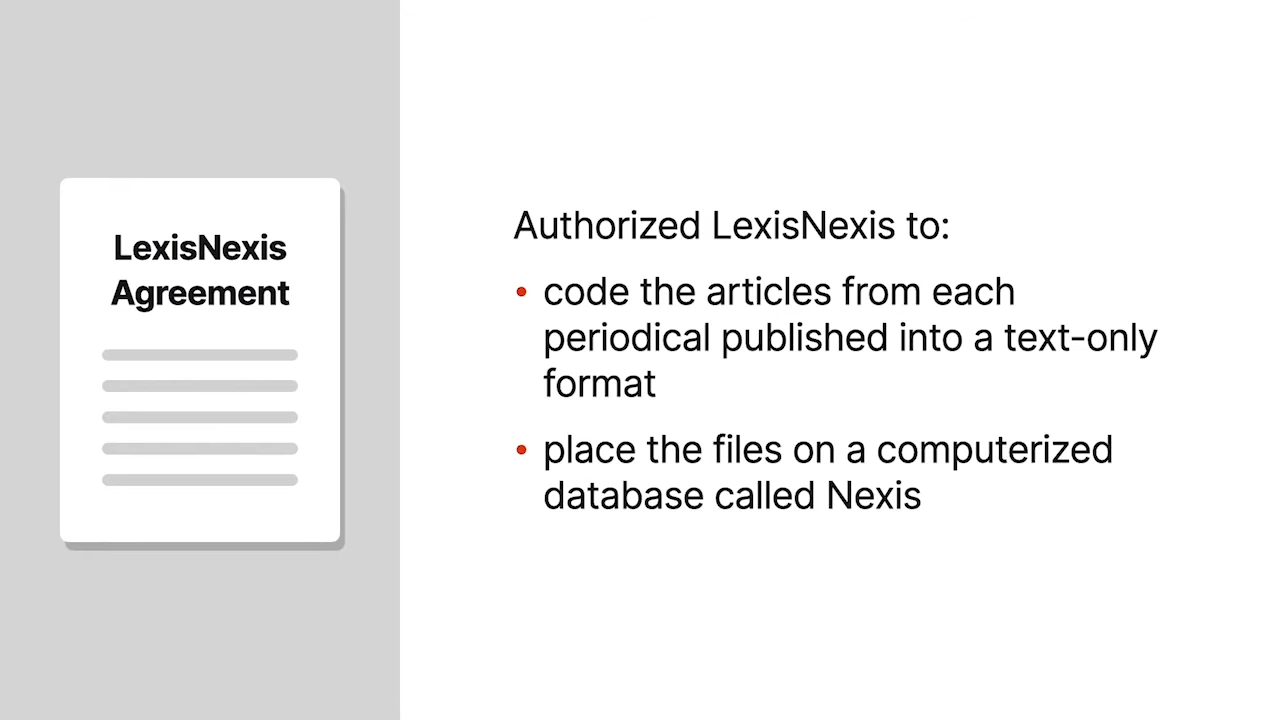 LexisNexis
Agreement
Authorized LexisNexis to:
• code the articles from each
periodical published into a text-only
format
• place the files on a computerized
database called Nexis